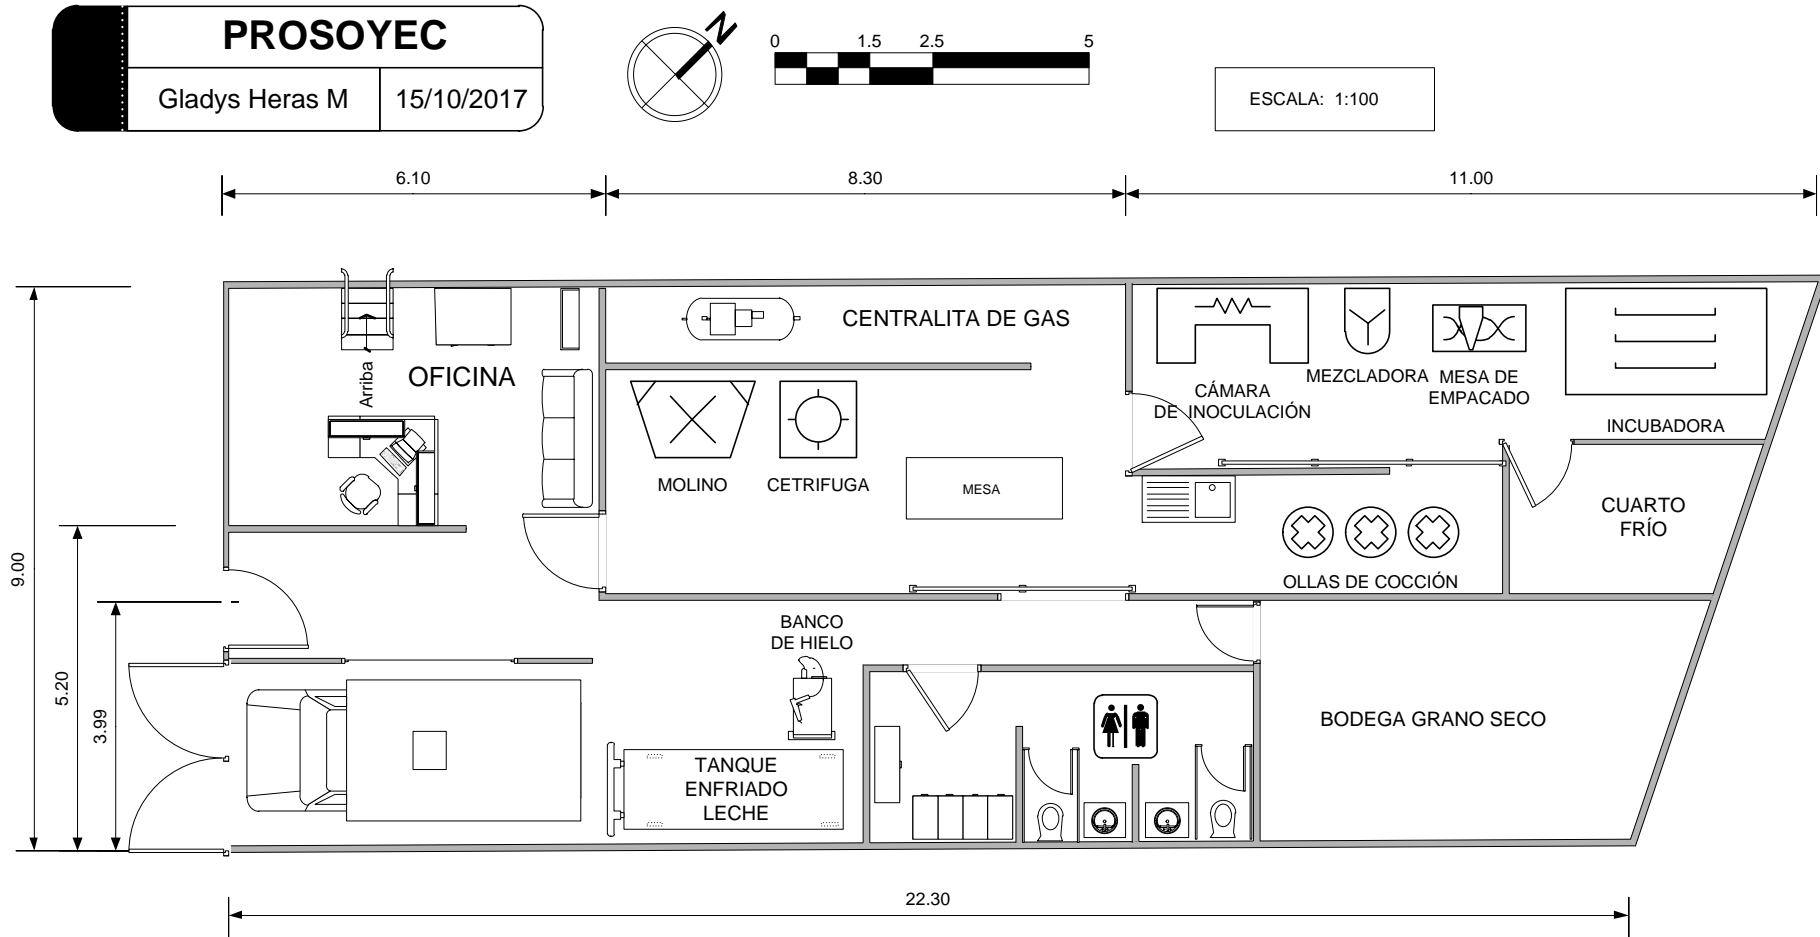 PROSOYEC
Gladys Heras M
15/10/2017
N
0
1.5
2.5
5
ESCALA: 1:100
6.10
8.30
11.00
9.00
5.20
3.99
Arriba
OFICINA
CENTRALITA DE GAS
MOLINO
CETRIFUGA
MESA
CÁMARA
DE INOCULACIÓN
MEZCLADORA
MESA DE
EMPACADO
INCUBADORA
CUARTO
FRÍO
OLLAS DE COCCIÓN
BANCO
DE HIELO
TANQUE
ENFRIADO
LECHE
BODEGA GRANO SECO
22.30